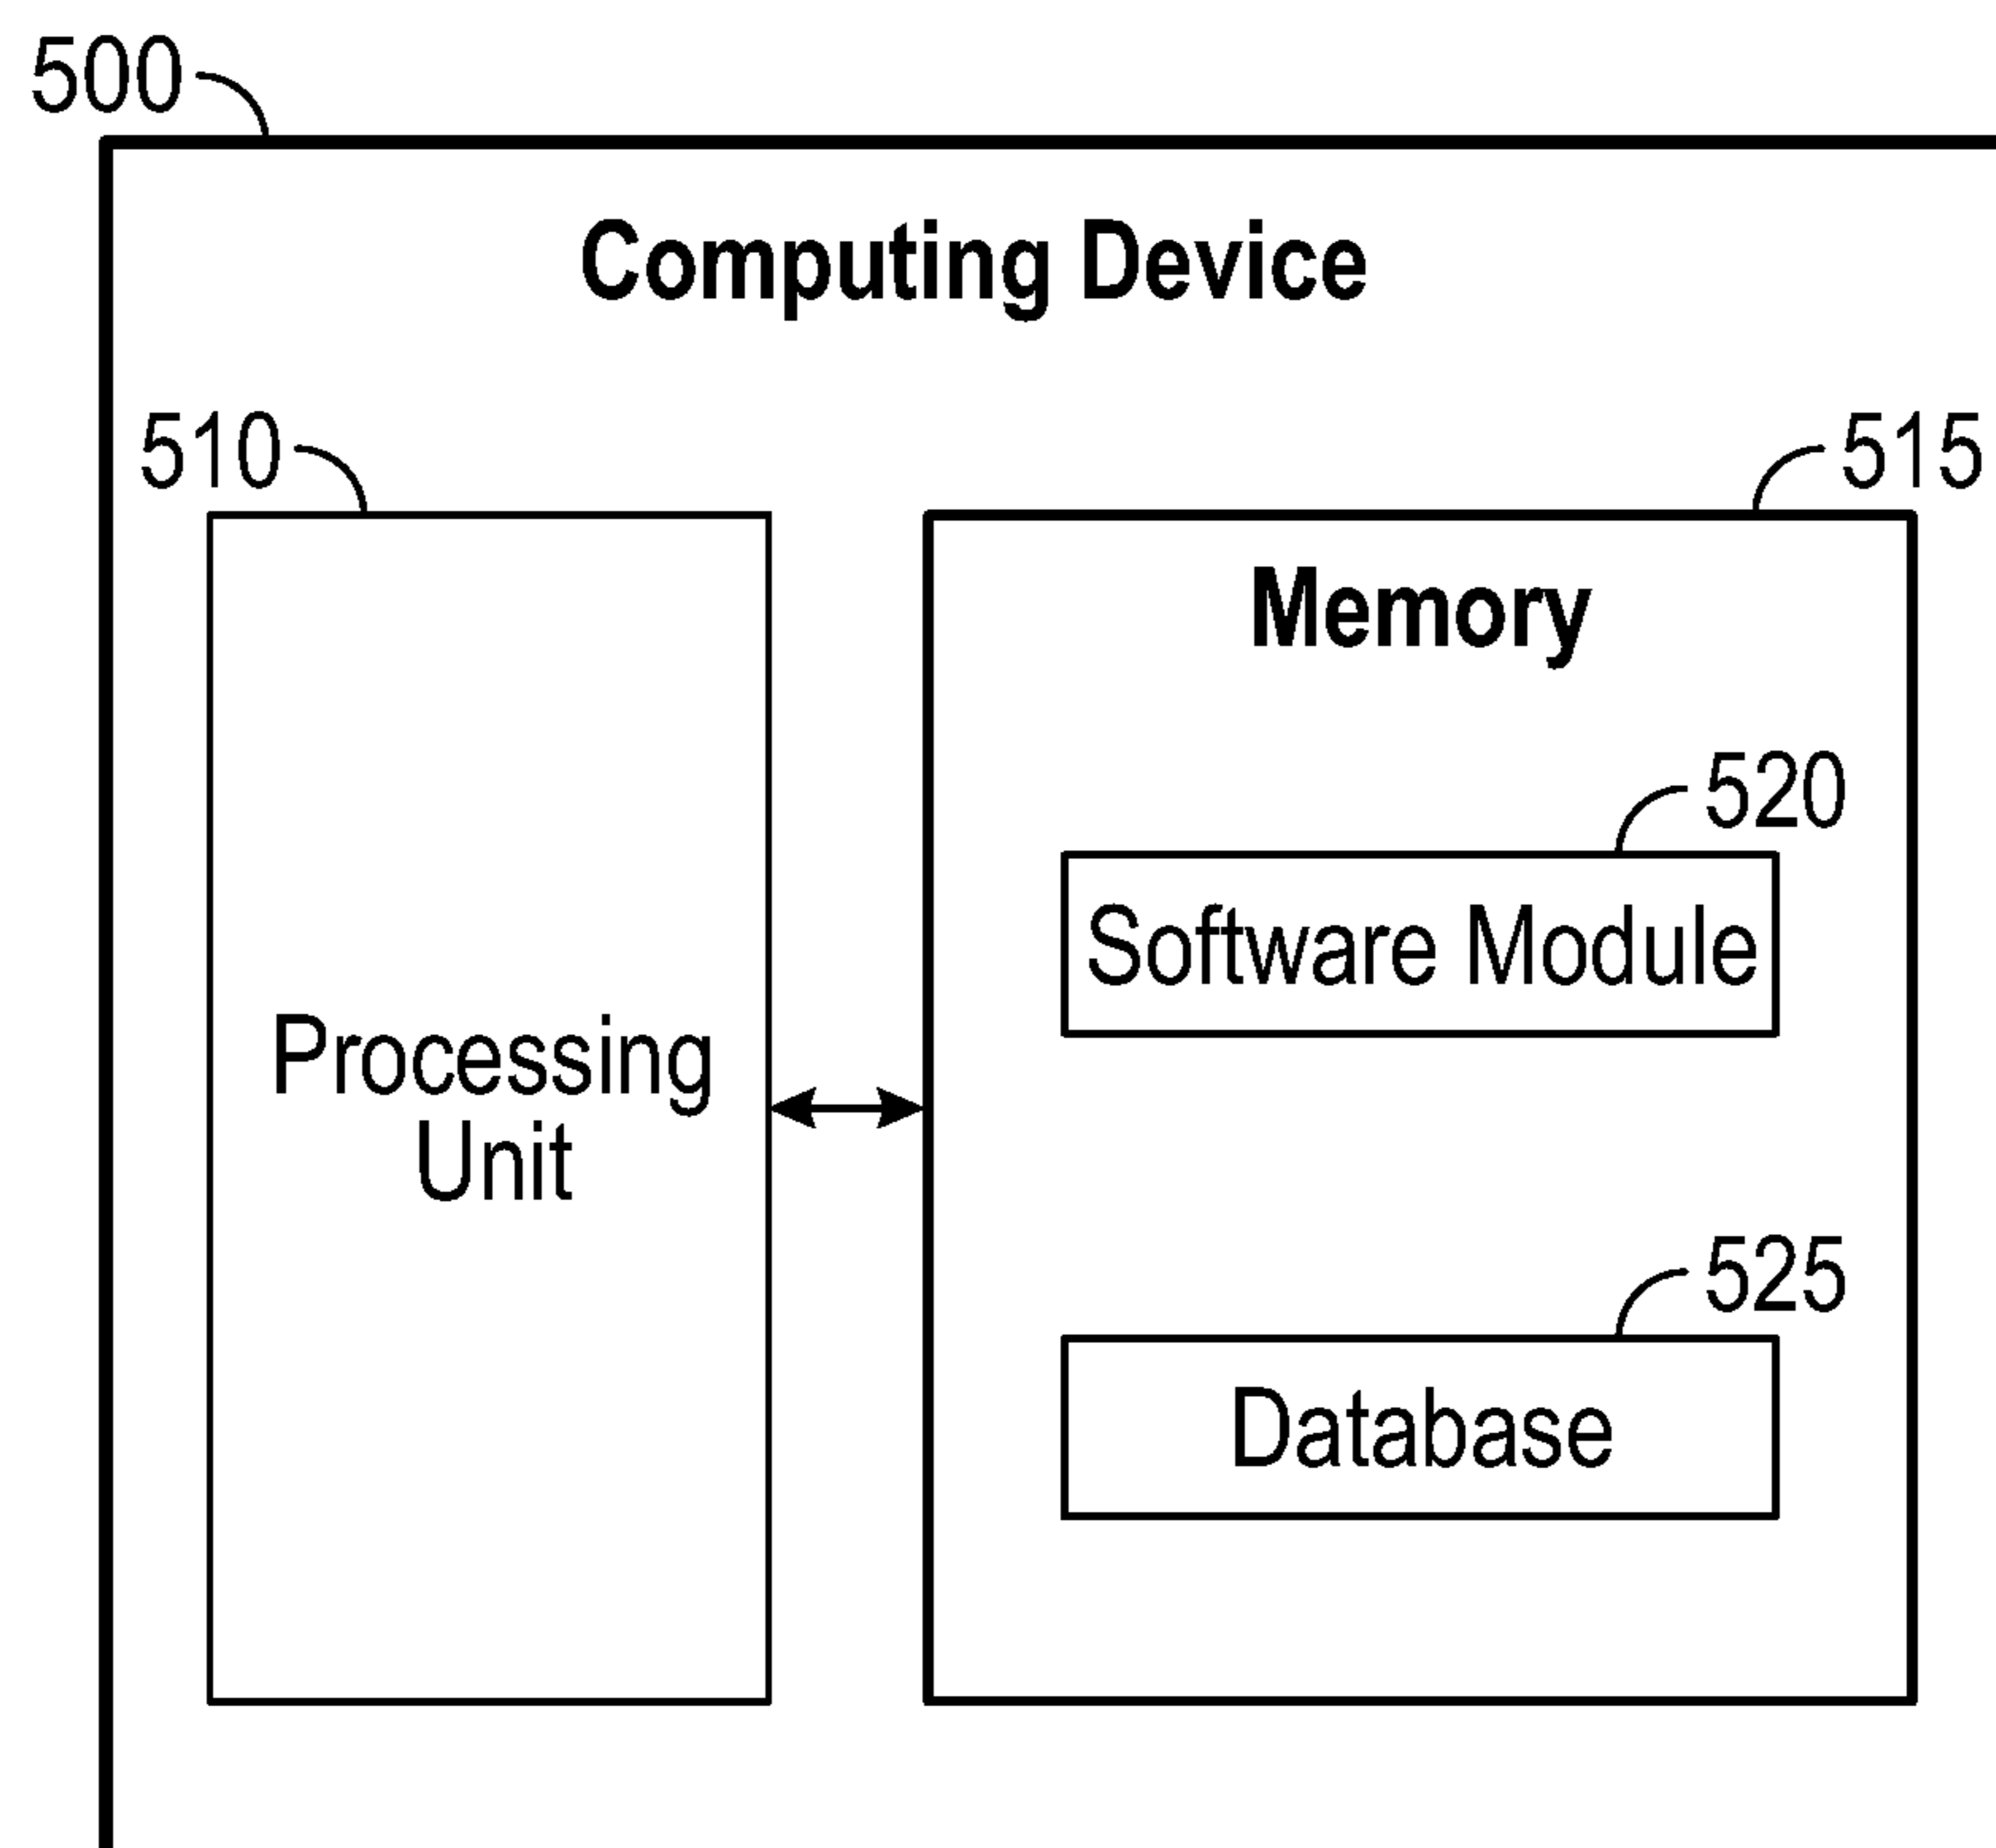 500
Computing Device
510
515
Memory
520
Software Module
Processing
Unit
525
Database